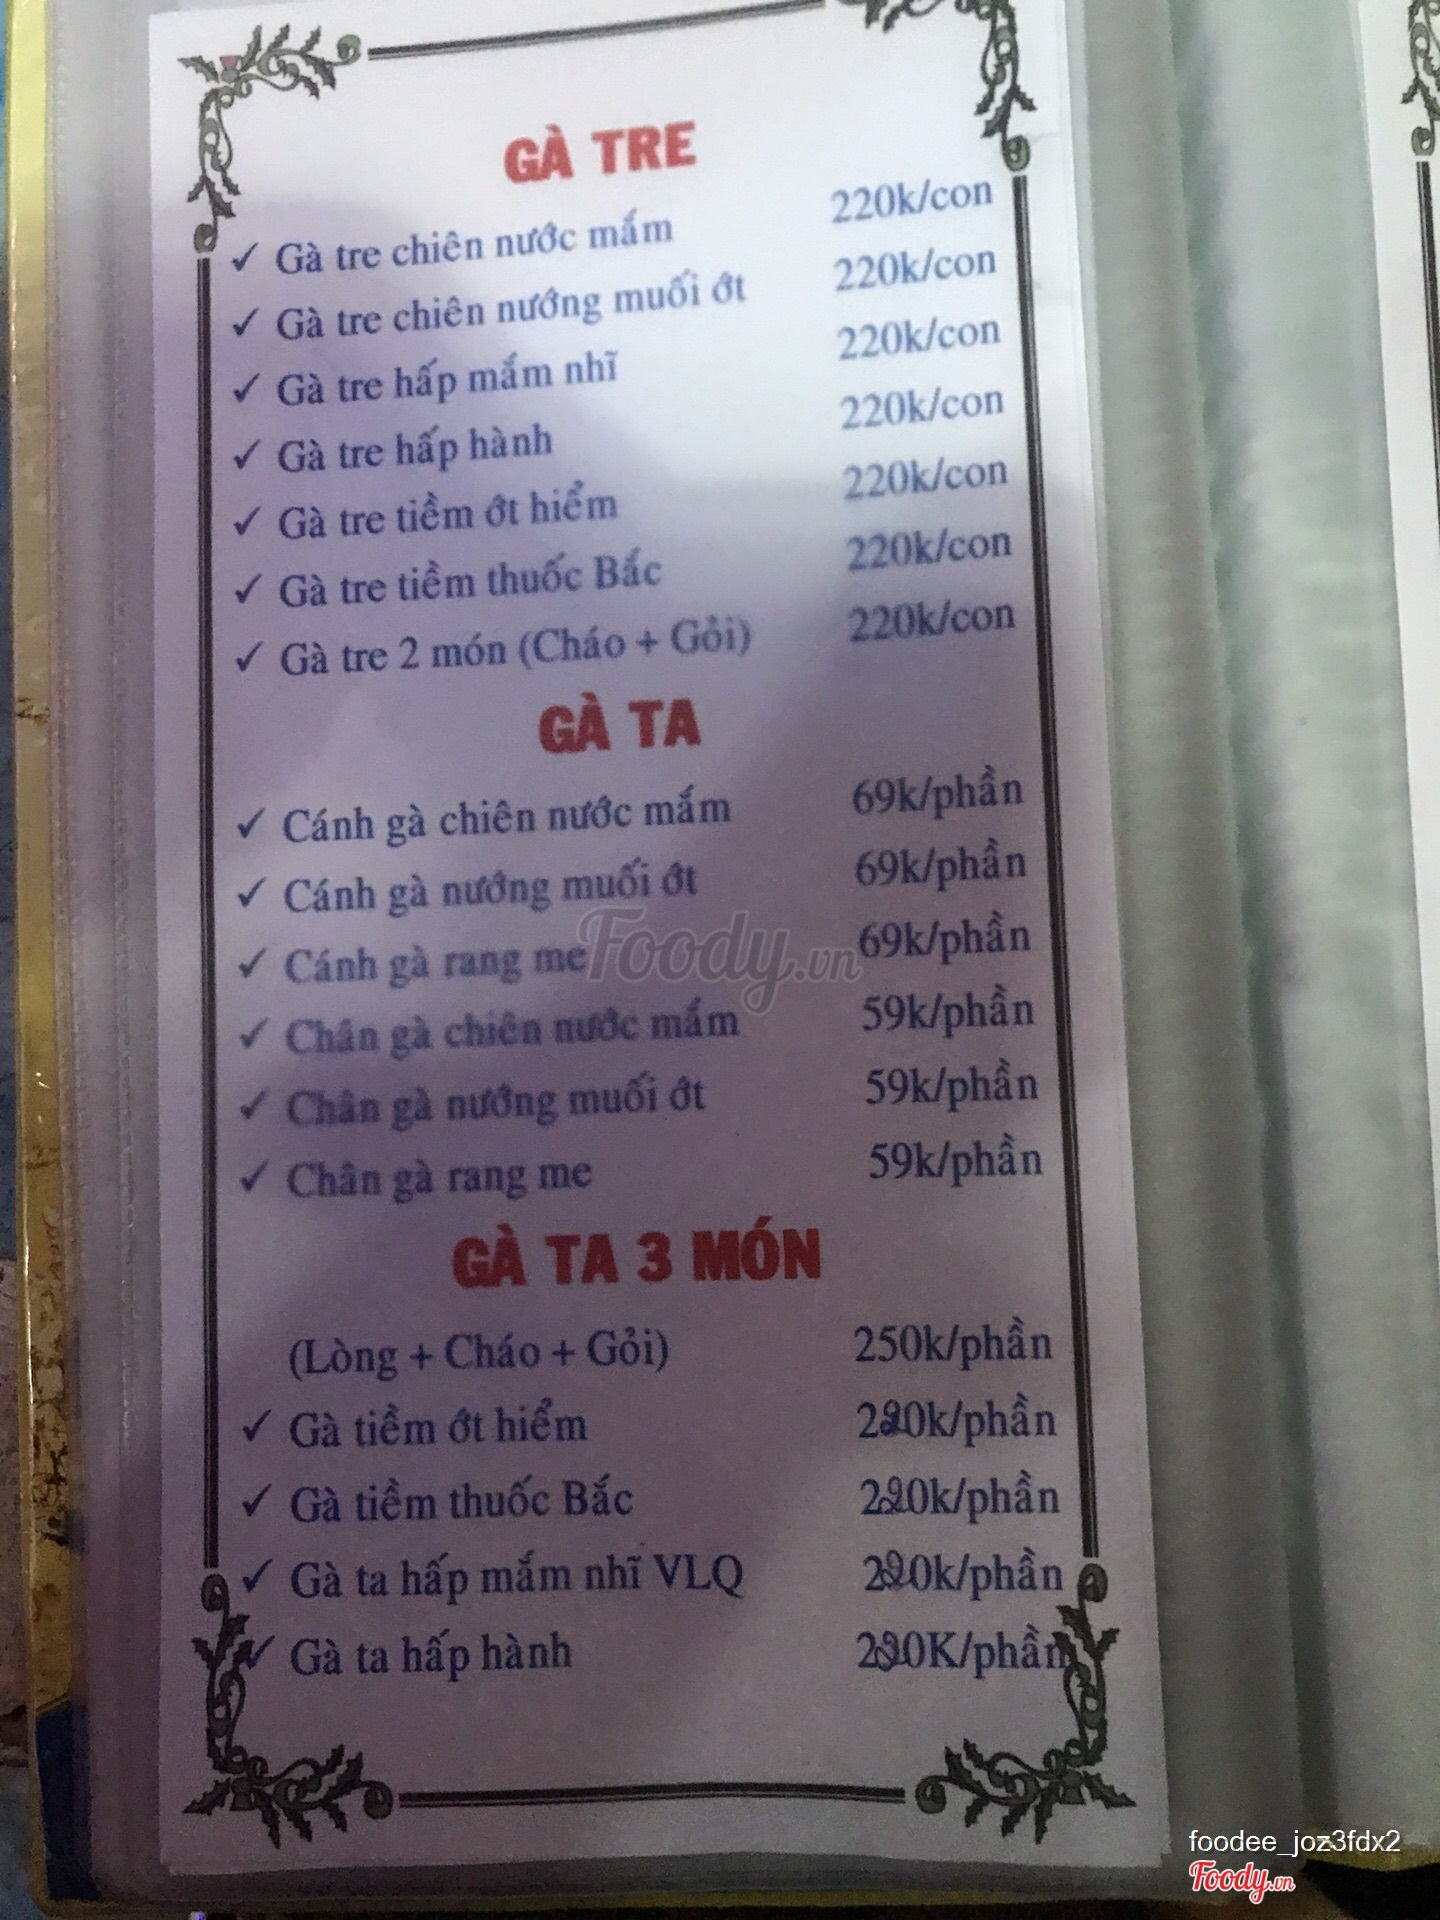 GÀ TRE
✓ Gà tre chiên nước mắm 220k/con
✓ Gà tre chiên nướng muối ớt 220k/con
✓ Gà tre hấp mắm nhĩ 220k/con
✓ Gà tre hấp hành 220k/con
✓ Gà tre tiềm ớt hiểm 220k/con
✓ Gà tre tiềm thuốc Bắc 220k/con
✓ Gà tre 2 món (Cháo + Gỏi) 220k/con
GÀ TA
✓ Cánh gà chiên nước mắm 69k/phần
✓ Cánh gà nướng muối ớt 69k/phần
✓ Cánh gà rang me 69k/phần
Foody.vn
✓ Chân gà chiên nước mắm 59k/phần
✓ Chân gà nướng muối ớt 59k/phần
✓ Chân gà rang me 59k/phần
GÀ TA 3 MÓN
(Lòng + Cháo + Gỏi) 250k/phần
✓ Gà tiềm ớt hiểm
✓ Gà tiềm thuốc Bắc
✓ Gà ta hấp mắm nhĩ VLQ
✓ Gà ta hấp hành
foodee_joz3fdx2
Foody.vn